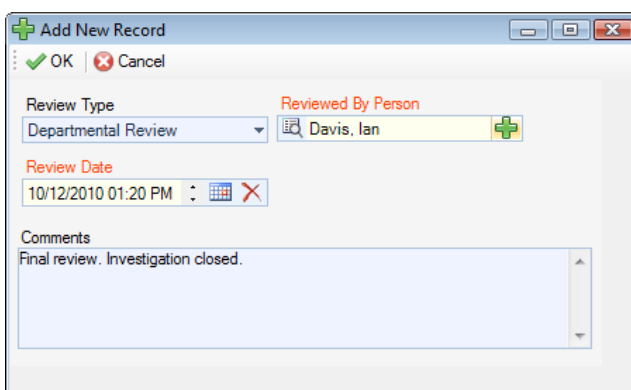 Add New Record
OK Cancel
Review Type Reviewed By Person
Departmental Review Davis, Ian
Review Date
10/12/2010 01:20 PM
Comments
Final review. Investigation closed.